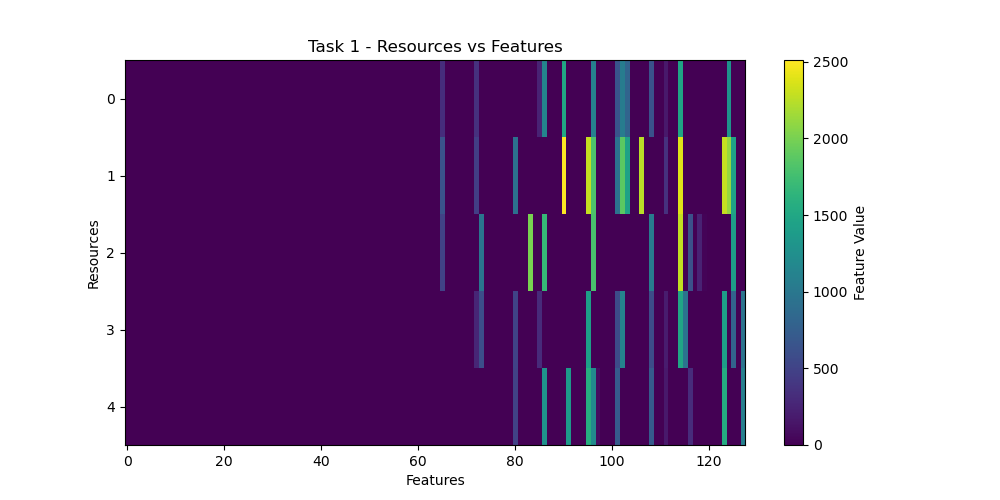 Task 1 - Resources vs Features
Resources
0
1
2
3
4
0 20 40 60 80 100 120
Features
2500
2000
1500
1000
500
0
Feature Value